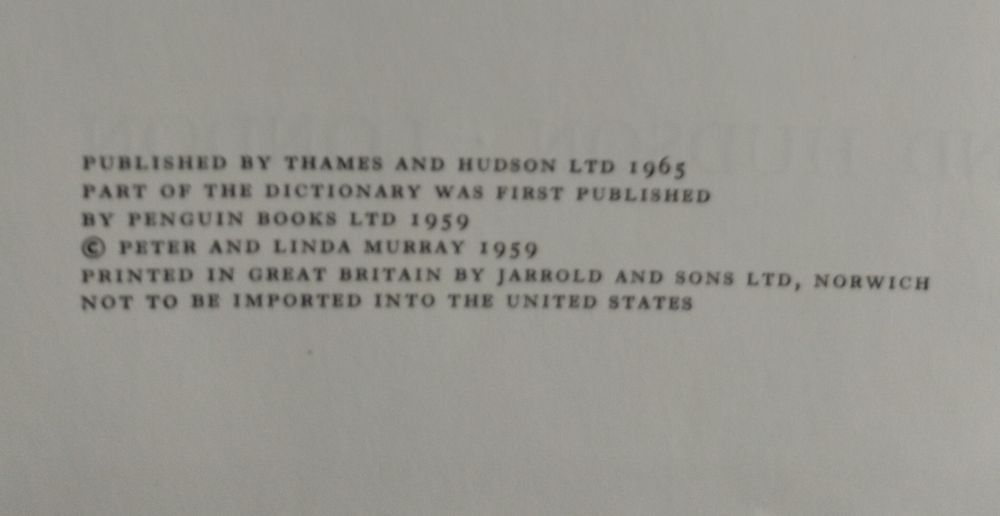 PUBLISHED BY THAMES AND HUDSON LTD 1965
PART OF THE DICTIONARY WAS FIRST PUBLISHED
BY PENGUIN BOOKS LTD 1959
© PETER AND LINDA MURRAY 1959
PRINTED IN GREAT BRITAIN BY JARROLD AND SONS LTD, NORWICH
NOT TO BE IMPORTED INTO THE UNITED STATES